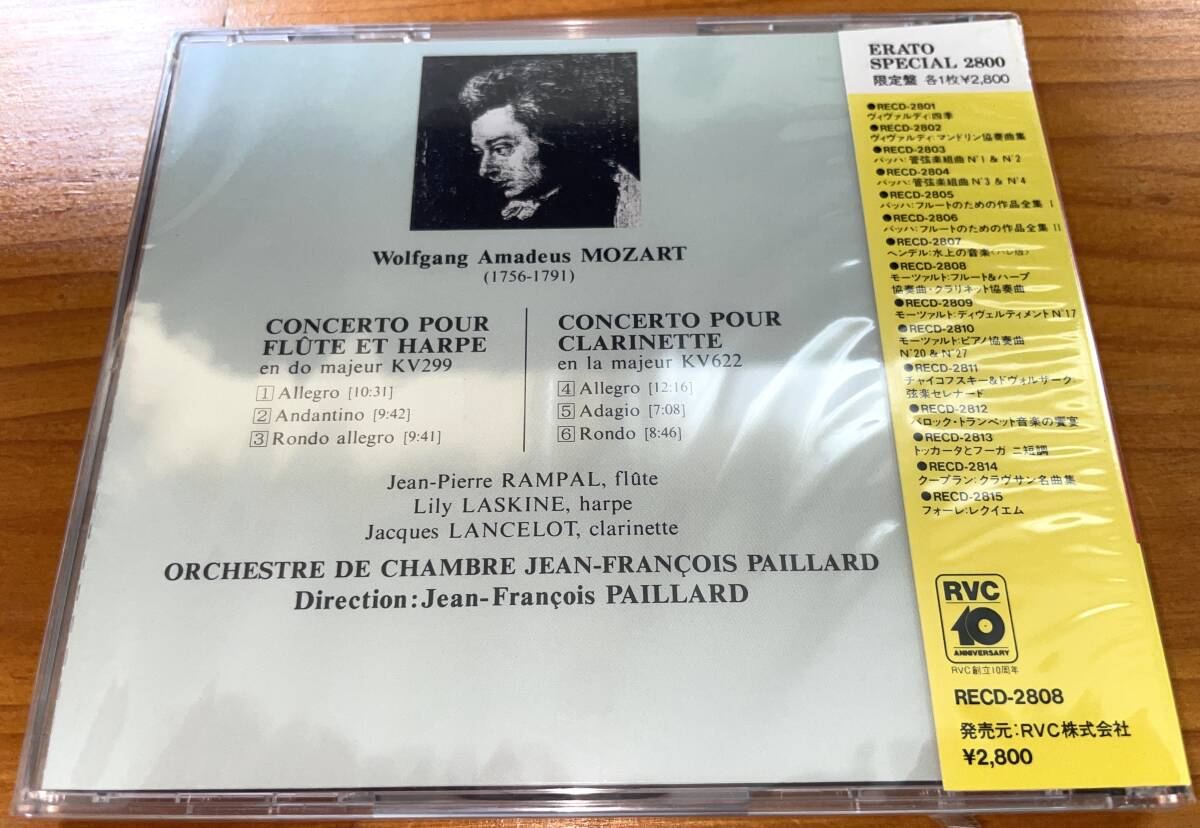 Wolfgang Amadeus MOZART
(1756-1791)
CONCERTO POUR
FLÛTE ET HARPE
en do majeur KV299
1 Allegro [10:31]
2 Andantino [9:42]
3 Rondo allegro [9:41]
CONCERTO POUR
CLARINETTE
en la majeur KV622
4 Allegro [12:16]
5 Adagio [7:08]
6 Rondo [8:46]
Jean-Pierre RAMPAL, flûte
Lily LASKINE, harpe
Jacques LANCELOT, clarinette
ORCHESTRE DE CHAMBRE JEAN-FRANÇOIS PAILLARD
Direction:Jean-François PAILLARD
ERATO
SPECIAL 2800
限定盤 各1枚¥2,800
●RECD-2801
ヴィヴァルディ:四季
●RECD-2802
ヴィヴァルディ:マンドリン協奏曲集
●RECD-2803
バッハ:管弦楽組曲 N°1 & N°2
●RECD-2804
バッハ:管弦楽組曲 N°3 & N°4
●RECD-2805
バッハ:フルートのための作品全集 I
●RECD-2806
バッハ:フルートのための作品全集 II
●RECD-2807
ヘンデル:水上の音楽(ハレ版)
●RECD-2808
モーツァルト:フルート&ハープ
協奏曲・クラリネット協奏曲
●RECD-2809
モーツァルト:ディヴェルティメント N°17
●RECD-2810
モーツァルト:ピアノ協奏曲
N°20 & N°27
●RECD-2811
チャイコフスキー&ドヴォルザーク:
弦楽セレナード
●RECD-2812
バロック・トランペット音楽の饗宴
●RECD-2813
トッカータとフーガ ニ短調
●RECD-2814
クープラン:クラヴサン名曲集
●RECD-2815
フォーレ:レクイエム
RVC
10
ANNIVERSARY
RVC創立10周年
RECD-2808
発売元:RVC株式会社
¥2,800